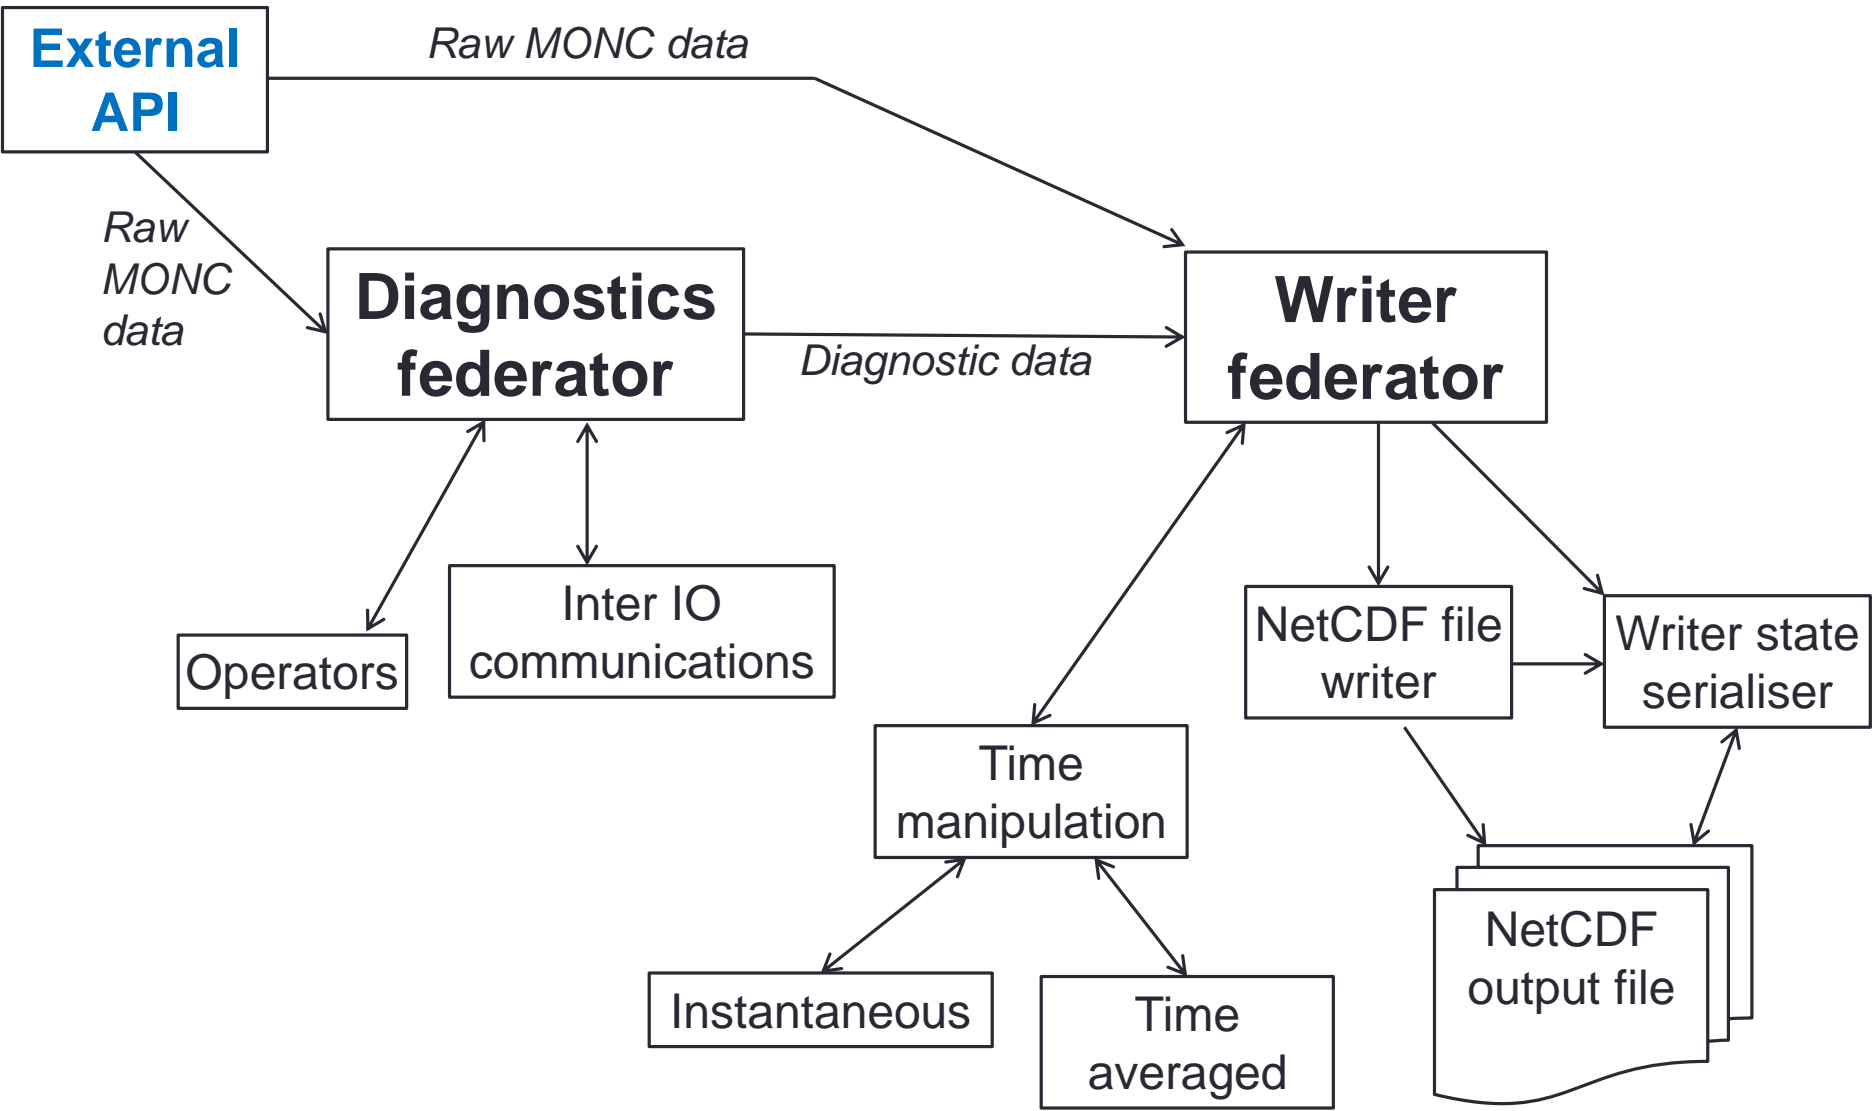 External
API
Raw MONC data
Raw
MONC
data
Diagnostics
federator
Diagnostic data
Writer
federator
Operators
Inter IO
communications
NetCDF file
writer
Writer state
serialiser
Time
manipulation
Instantaneous
Time
averaged
NetCDF
output file